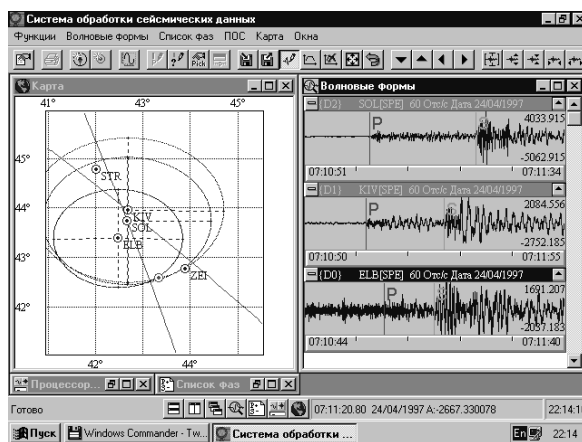 Система обработки сейсмических данных
Функции Волновые формы Список фаз ПОС Карта Окна
Pick
Карта
41° 43° 45°
45°
44°
43°
42°
STR
KIV
SOL
ELB
ZEI
42° 44°
Волновые формы
{D2} SOL[SPE] 60 Отс/с Дата 24/04/1997
P
4033.915
-5062.915
07:10:51 07:11:34
{D1} KIV[SPE] 60 Отс/с Дата 24/04/1997
P
2084.556
-2752.185
07:10:50 07:11:55
{D0} ELB[SPE] 60 Отс/с Дата 24/04/1997
P
1691.207
-2057.183
07:10:44 07:11:40
Процессор... Список фаз
Готово 07:11:20.80 24/04/1997 A:-2667.330078 22:14:1
Пуск Windows Commander - Tw... Система обработки ... En 22:14